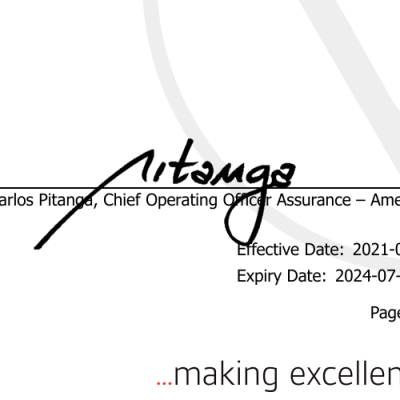 Pitanga
arlos Pitanga, Chief Operating Officer Assurance – Ame
Effective Date: 2021-0
Expiry Date: 2024-07-
Page
...making excellen